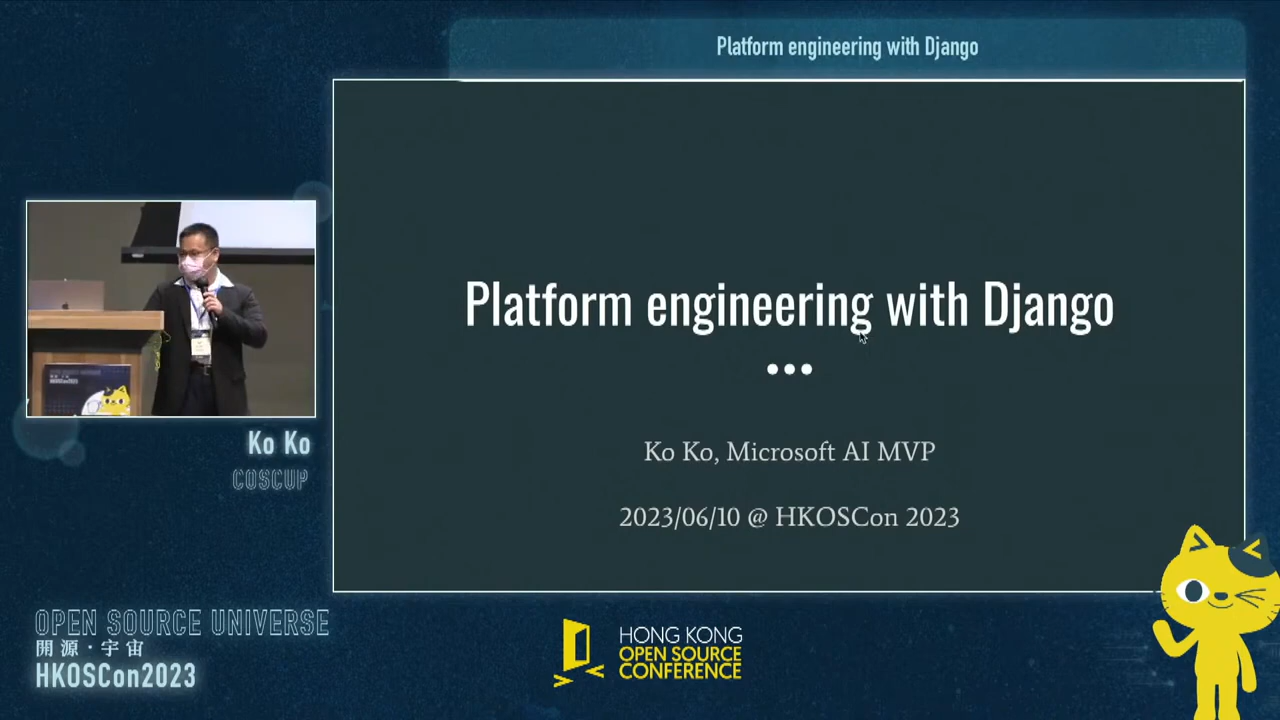 Platform engineering with Django
Platform engineering with Django
Ko Ko, Microsoft AI MVP
2023/06/10 @ HKOSCon 2023
Ko Ko
COSCUP
OPEN SOURCE UNIVERSE
開源·宇宙
HKOSCon2023
HONG KONG
OPEN SOURCE
CONFERENCE